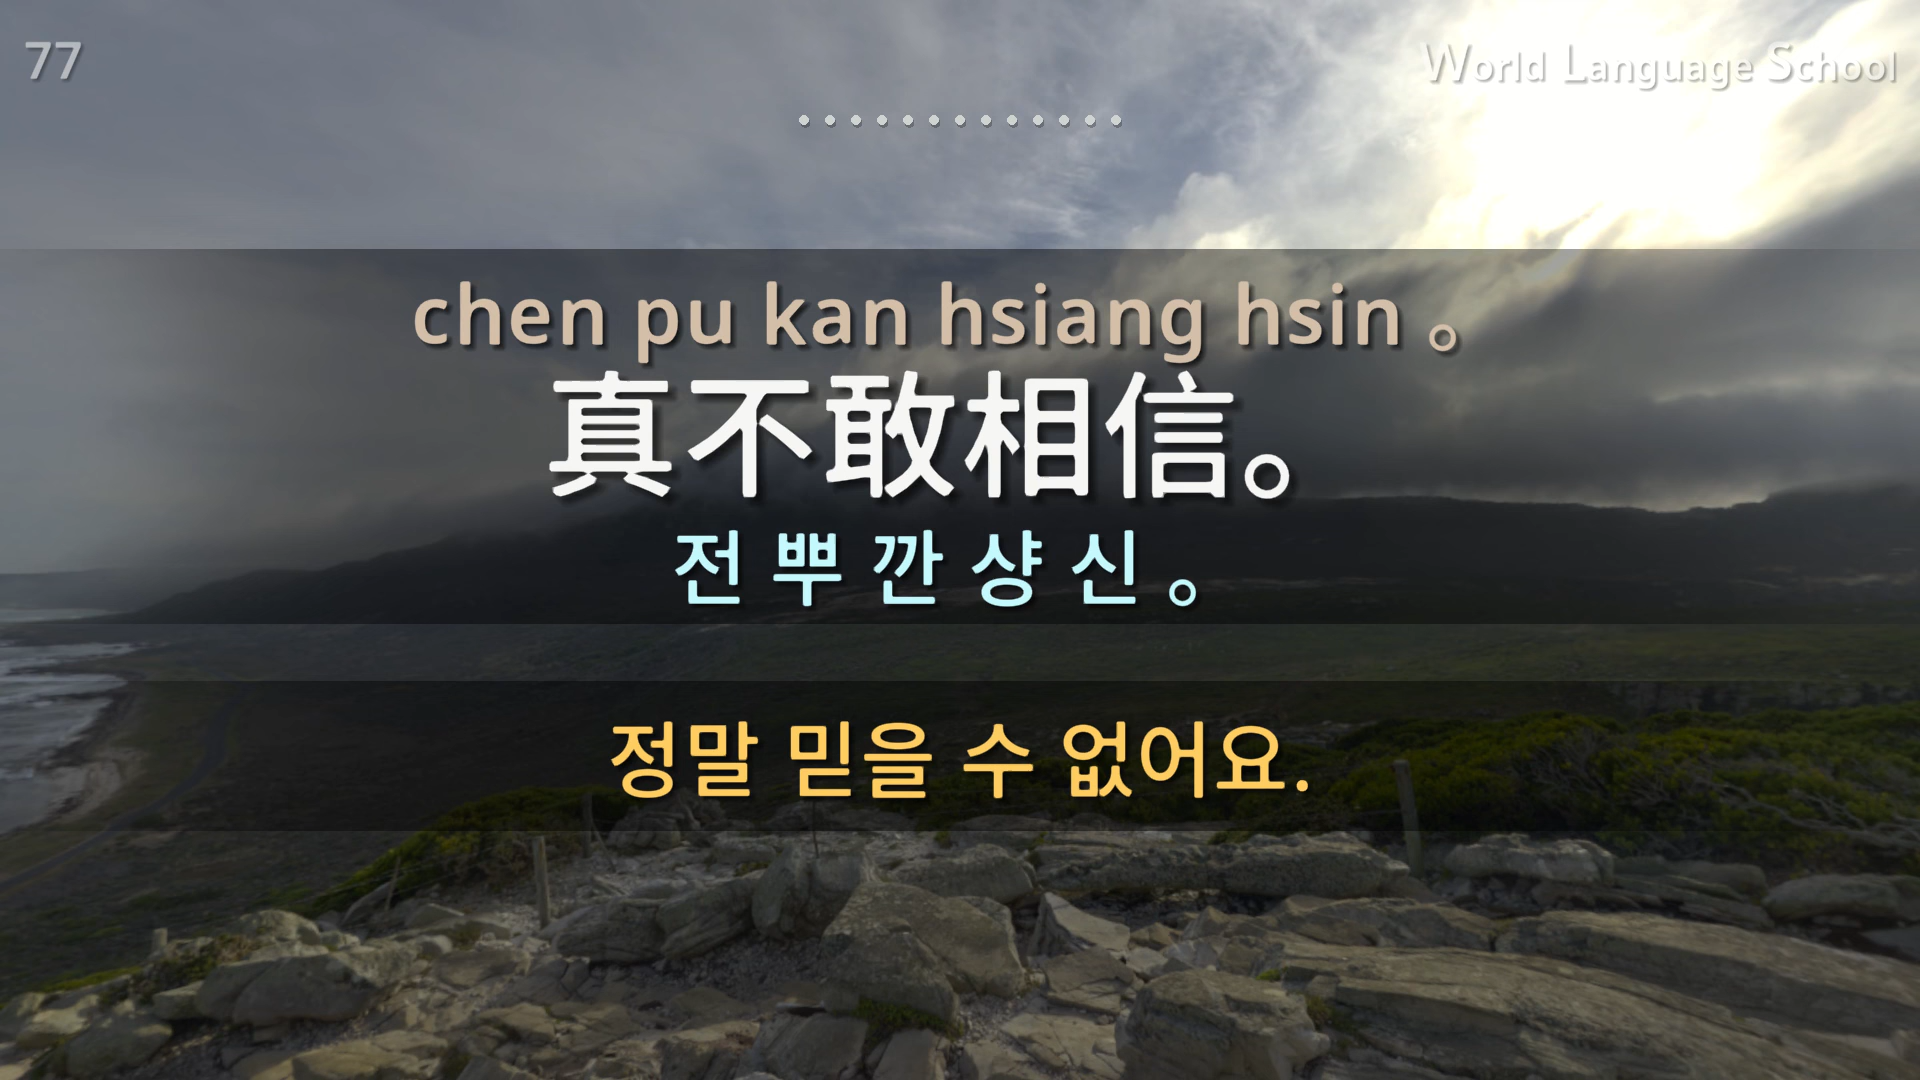 77
World Language School
chen pu kan hsiang hsin 。
真不敢相信。
전 뿌 깐 샹 신 。
정말 믿을 수 없어요.